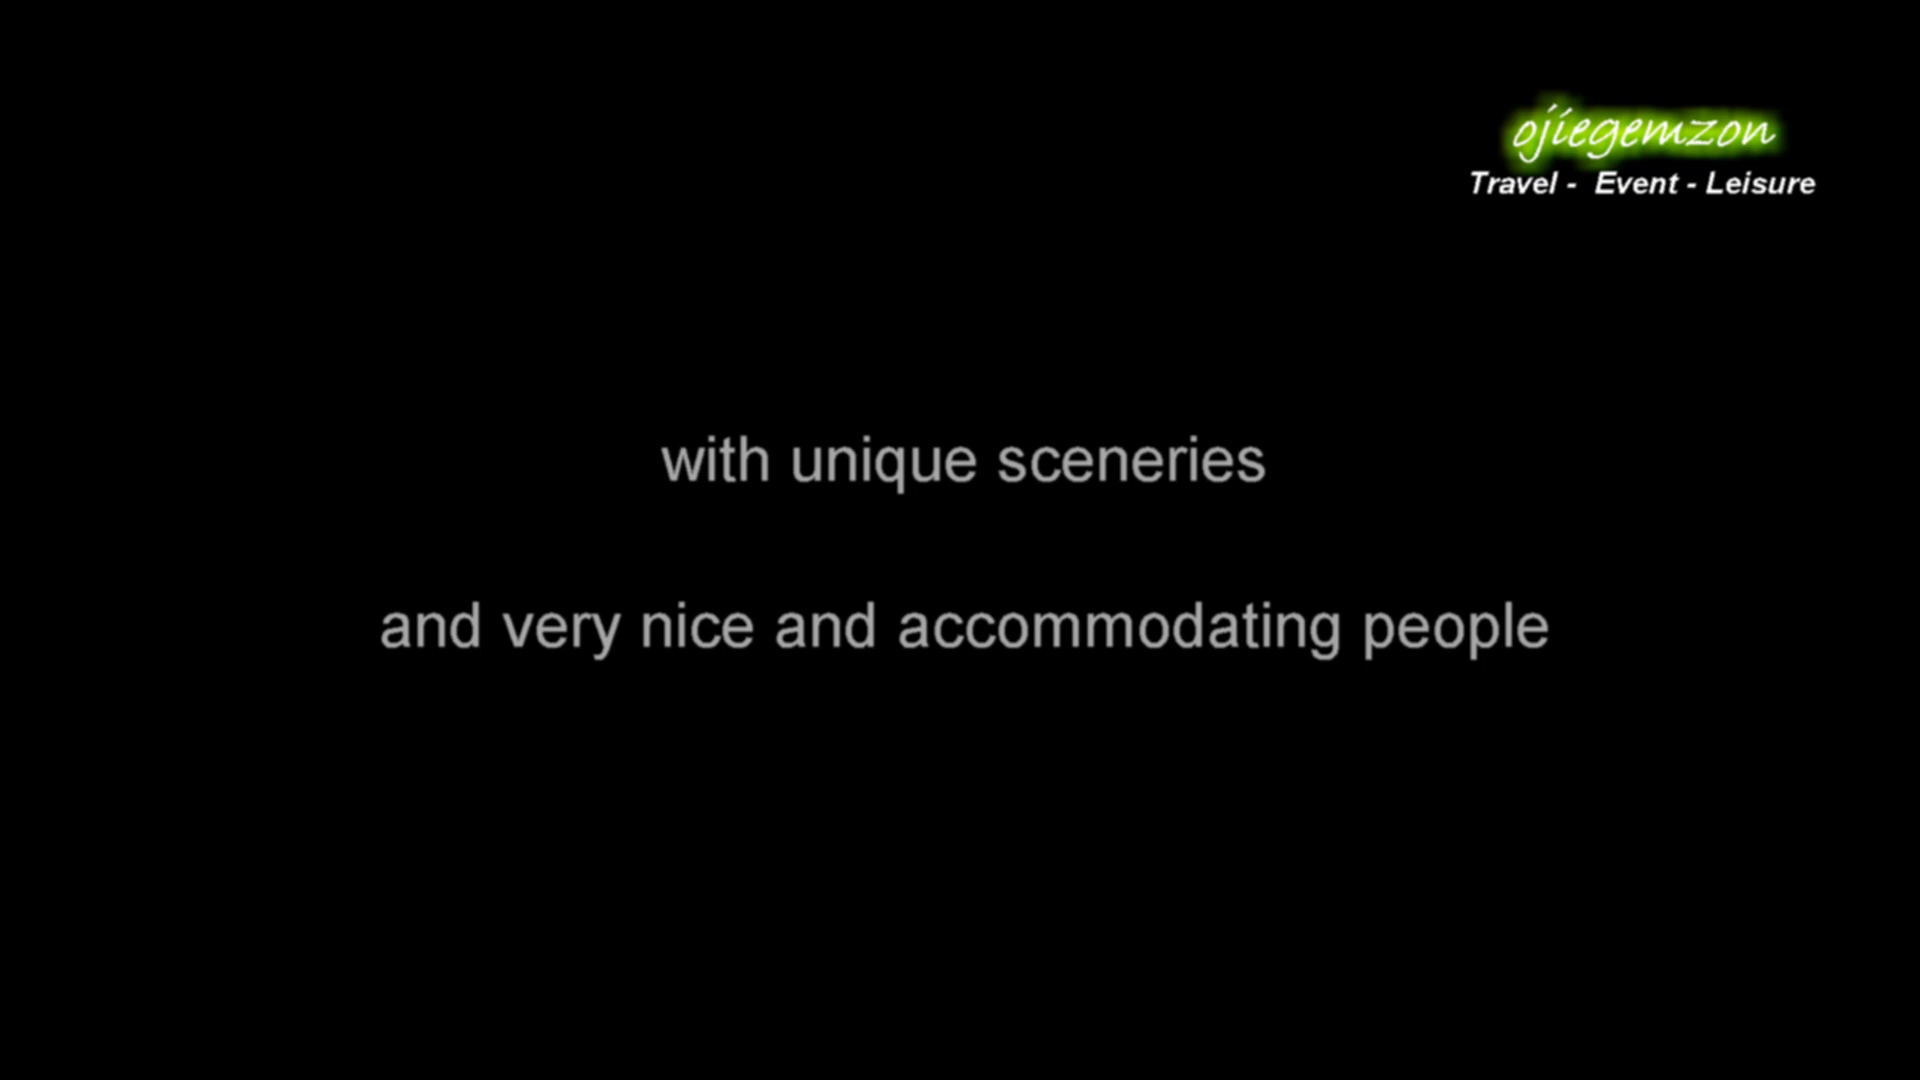 ojiegemzon
Travel -  Event - Leisure
with unique sceneries
and very nice and accommodating people